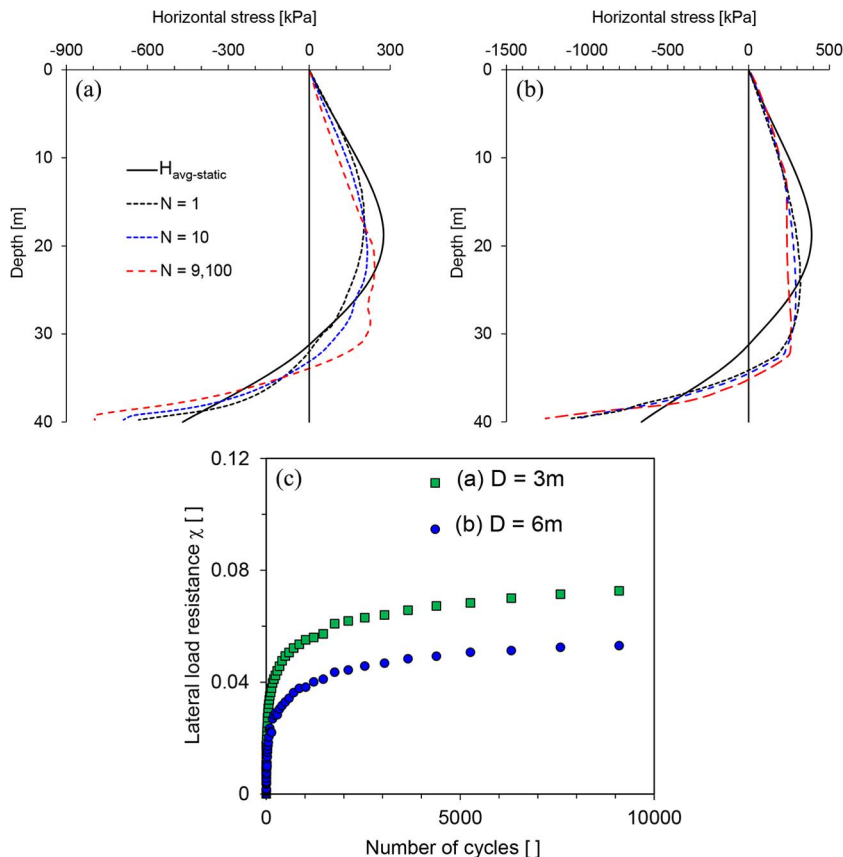 Horizontal stress [kPa]
-900 -600 -300 0 300
0
10
20
30
40
Depth [m]
(a)
Havg-static
N = 1
N = 10
N = 9,100
Horizontal stress [kPa]
-1500 -1000 -500 0 500
0
10
20
30
40
Depth [m]
(b)
0.12
0.08
0.04
0
Lateral load resistance χ [ ]
(c)
(a) D = 3m
(b) D = 6m
0 5000 10000
Number of cycles [ ]